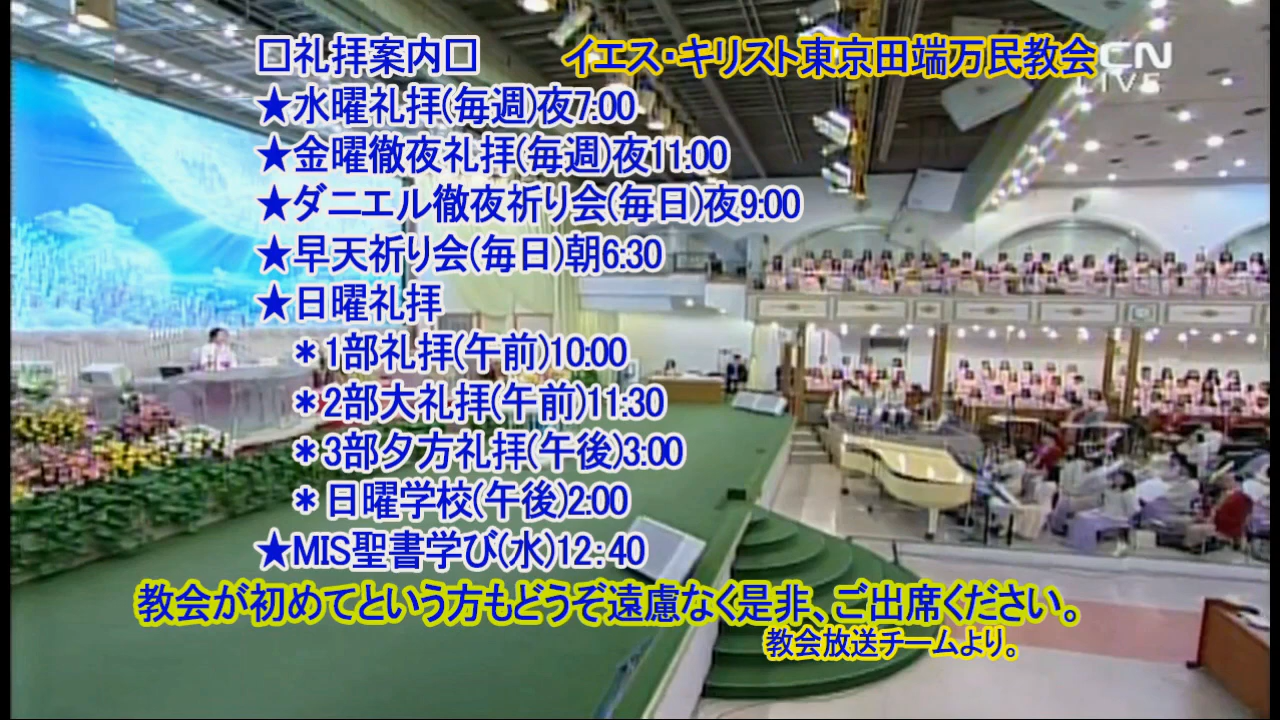 □礼拝案内□ イエス・キリスト東京田端万民教会 CN
LIVE
★水曜礼拝(毎週)夜7:00
★金曜徹夜礼拝(毎週)夜11:00
★ダニエル徹夜祈り会(毎日)夜9:00
★早天祈り会(毎日)朝6:30
★日曜礼拝
＊1部礼拝(午前)10:00
＊2部大礼拝(午前)11:30
＊3部夕方礼拝(午後)3:00
＊日曜学校(午後)2:00
★MIS聖書学び(水)12:40
教会が初めてという方もどうぞ遠慮なく是非、ご出席ください。
教会放送チームより。